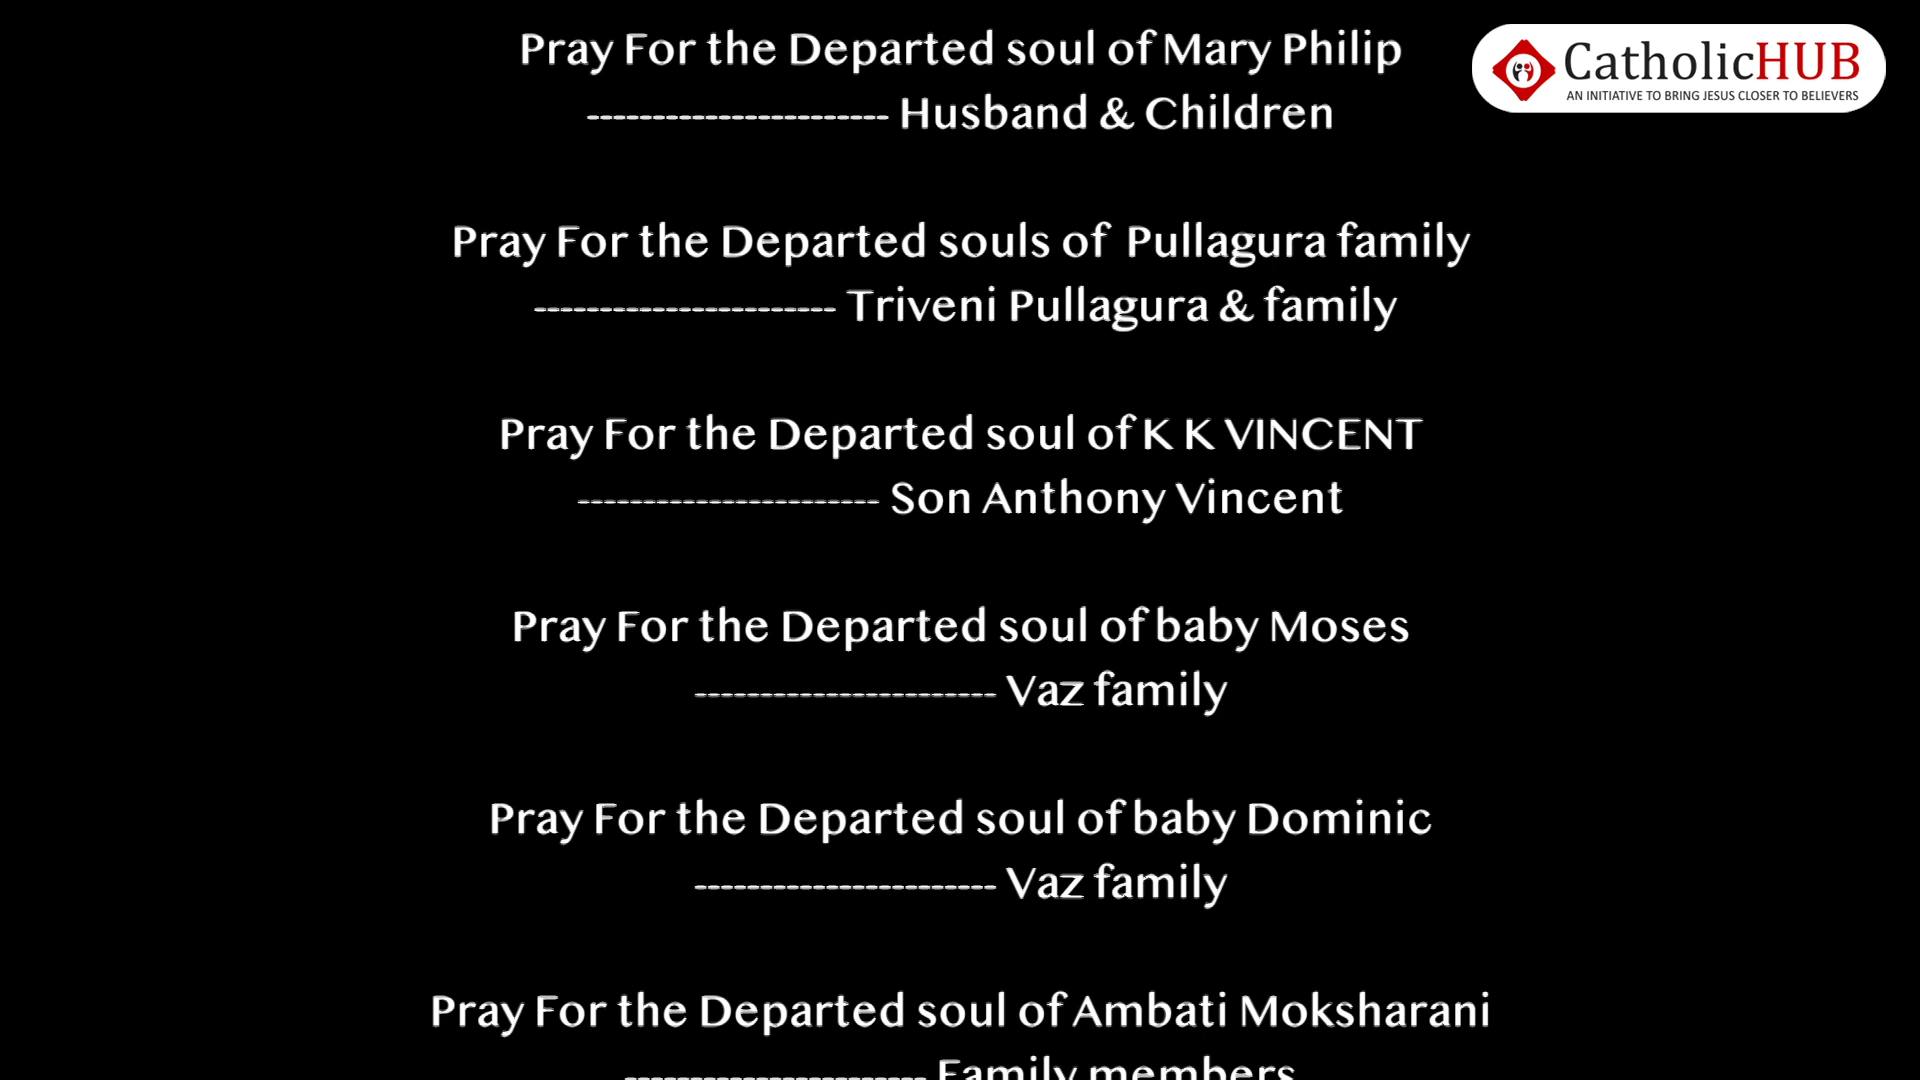 Pray For the Departed soul of Mary Philip
----------------------- Husband & Children
CatholicHUB
AN INITIATIVE TO BRING JESUS CLOSER TO BELIEVERS
Pray For the Departed souls of  Pullagura family
----------------------- Triveni Pullagura & family
Pray For the Departed soul of K K VINCENT
----------------------- Son Anthony Vincent
Pray For the Departed soul of baby Moses
----------------------- Vaz family
Pray For the Departed soul of baby Dominic
----------------------- Vaz family
Pray For the Departed soul of Ambati Moksharani
----------------------- Family members